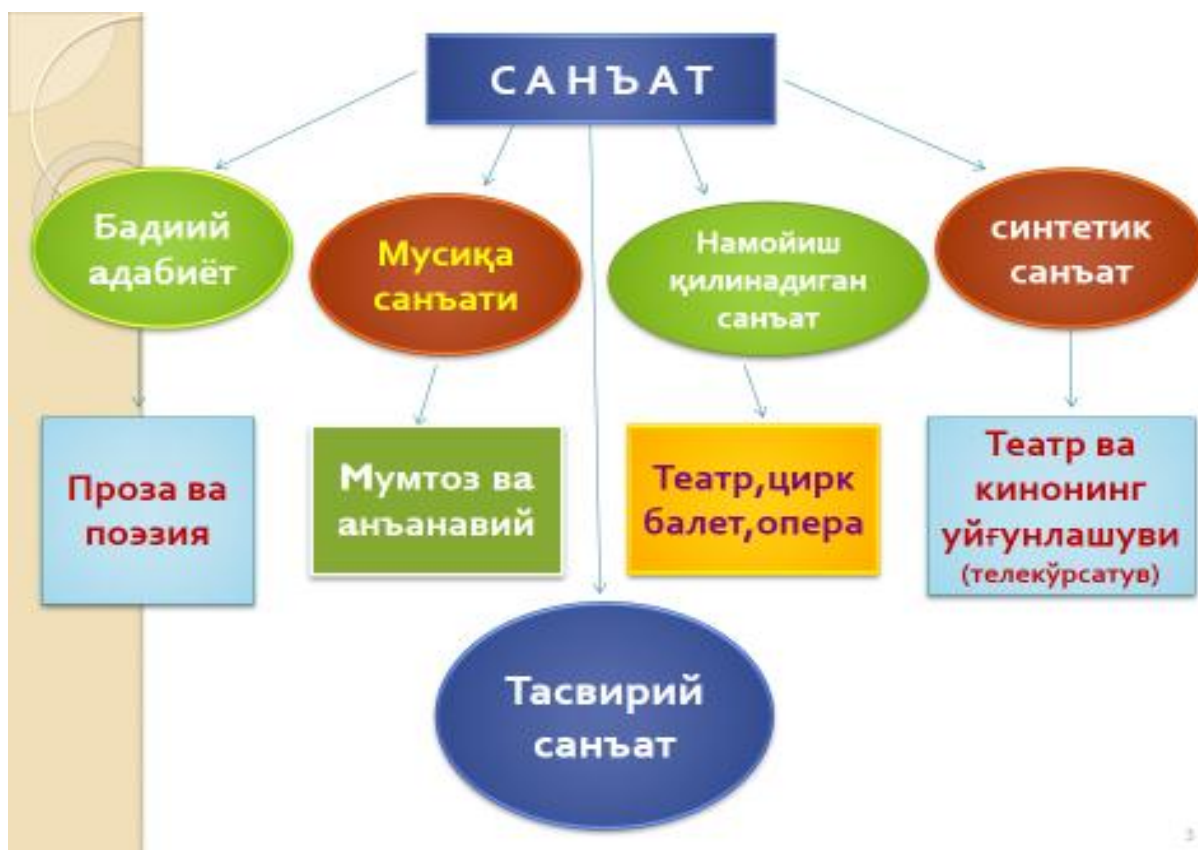 САНЪАТ
Бадиий
адабиёт
Мусиқа
санъати
Намойиш
қилинадиган
санъат
синтетик
санъат
Проза ва
поэзия
Мумтоз ва
анъанавий
Театр,цирк
балет,опера
Театр ва
кинонинг
уйғунлашуви
(телекўрсатув)
Тасвирий
санъат
3